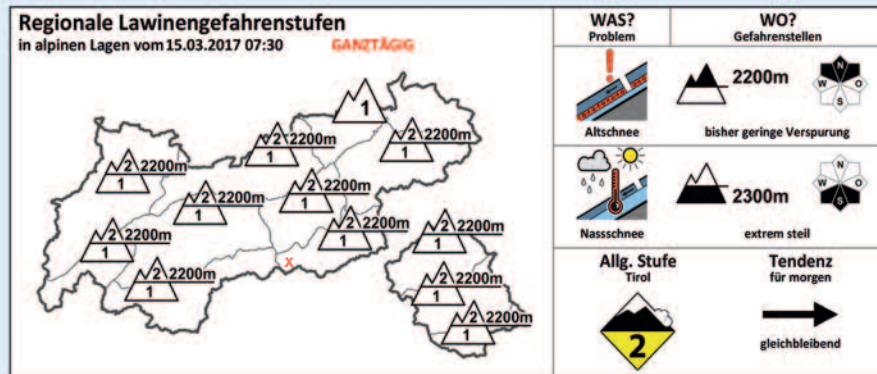 Regionale Lawinengefahrenstufen
in alpinen Lagen vom 15.03.2017 07:30 GANZTÄGIG
1
2 2200m
1
2 2200m
1
2 2200m
1
2 2200m
1
2 2200m
1
2 2200m
1
2 2200m
1
2 2200m
1
2 2200m
1
X
2 2200m
1
2 2200m
1
WAS?
Problem
WO?
Gefahrenstellen
2200m
N
W O
S
Altschnee
bisher geringe Verspurung
2300m
N
W O
S
Nassschnee
extrem steil
Allg. Stufe
Tirol
2
Tendenz
für morgen
gleichbleibend